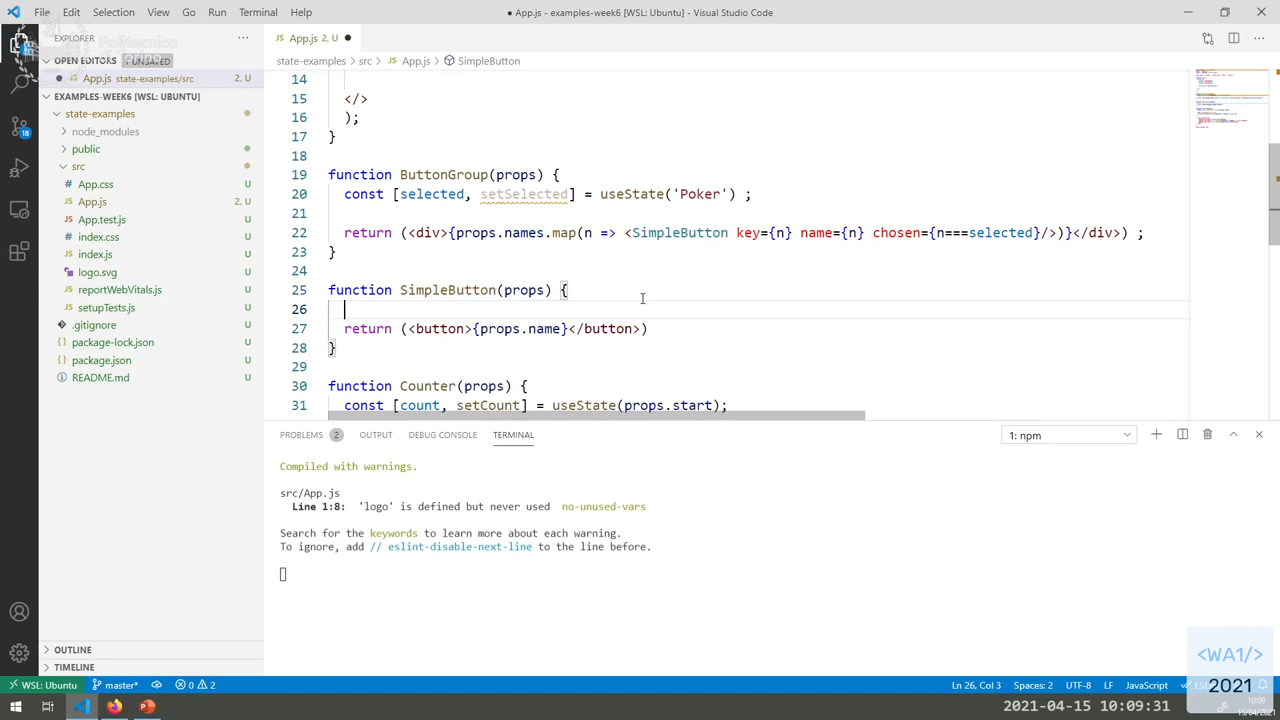 File Edit Selection View Go Run Terminal Help
● App.js - examples-week6 [WSL: Ubuntu] - Visual Studio Code
EXPLORER
Politecnico
Torino
App.js 2, U
OPEN EDITORS 1 UNSAVED
state-examples > src > App.js > SimpleButton
App.js state-examples/src 2, U
EXAMPLES-WEEK6 [WSL: UBUNTU]
state-examples
node_modules
public
src
App.css U
App.js 2, U
App.test.js U
index.css U
index.js U
logo.svg U
reportWebVitals.js U
setupTests.js U
.gitignore U
package-lock.json U
package.json U
README.md U
18
14
15 </>
16 );
17 }
18
19 function ButtonGroup(props) {
20 const [selected, setSelected] = useState('Poker') ;
21
22 return (<div>{props.names.map(n => <SimpleButton key={n} name={n} chosen={n===selected}/>)}</div>) ;
23 }
24
25 function SimpleButton(props) {
26
27 return (<button>{props.name}</button>)
28 }
29
30 function Counter(props) {
31 const [count, setCount] = useState(props.start);
PROBLEMS 2 OUTPUT DEBUG CONSOLE TERMINAL
1: npm
Compiled with warnings.
src/App.js
Line 1:8: 'logo' is defined but never used no-unused-vars
Search for the keywords to learn more about each warning.
To ignore, add // eslint-disable-next-line to the line before.
OUTLINE
TIMELINE
<WA1/>
2021
WSL: Ubuntu master* 0 2
Ln 26, Col 3 Spaces: 2 UTF-8 LF JavaScript
2021-04-15 10:09:31
10:09
15/04/2021